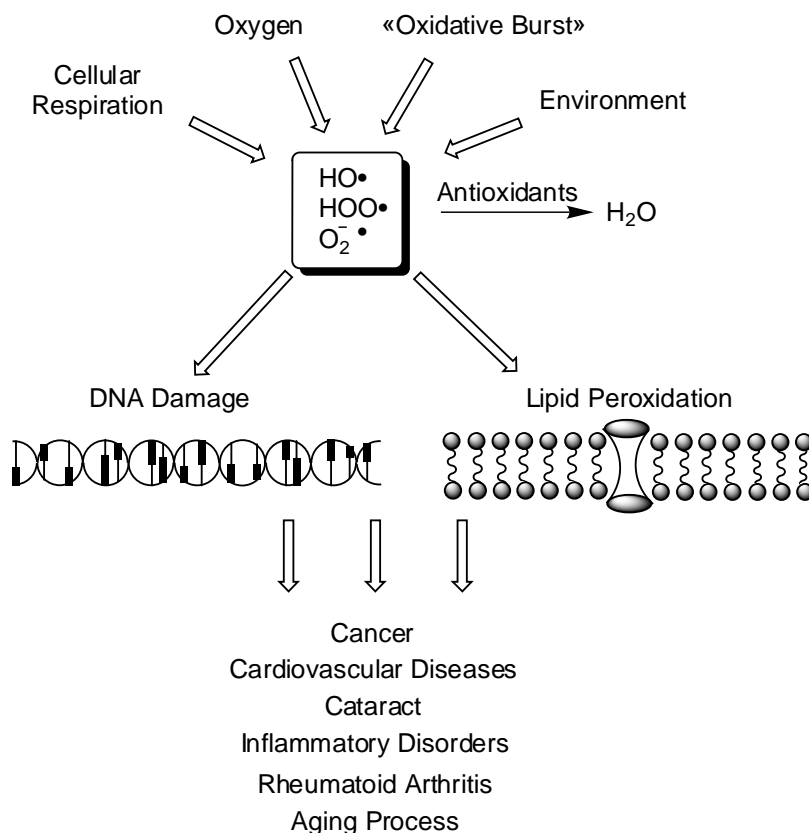 Oxygen
«Oxidative Burst»
Cellular
Respiration
Environment
HO•
HOO•
O₂⁻•
Antioxidants
H₂O
DNA Damage
Lipid Peroxidation
Cancer
Cardiovascular Diseases
Cataract
Inflammatory Disorders
Rheumatoid Arthritis
Aging Process